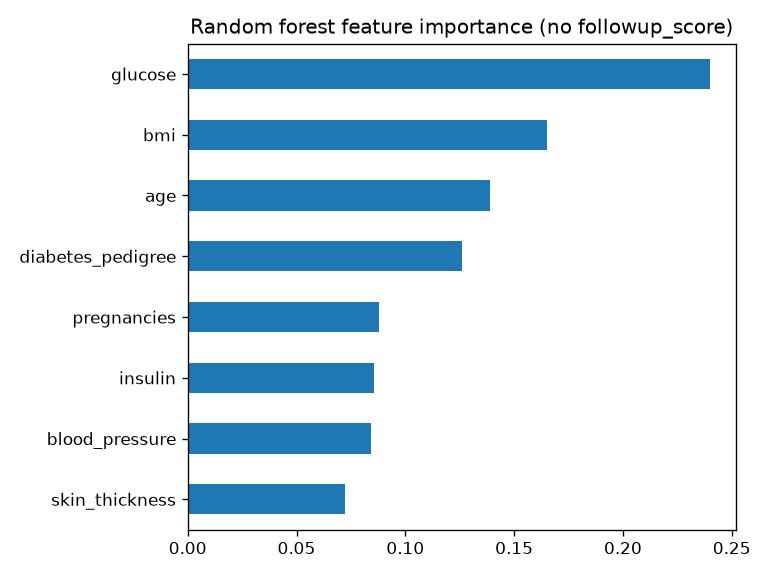 Random forest feature importance (no followup_score)
glucose
bmi
age
diabetes_pedigree
pregnancies
insulin
blood_pressure
skin_thickness
0.00 0.05 0.10 0.15 0.20 0.25